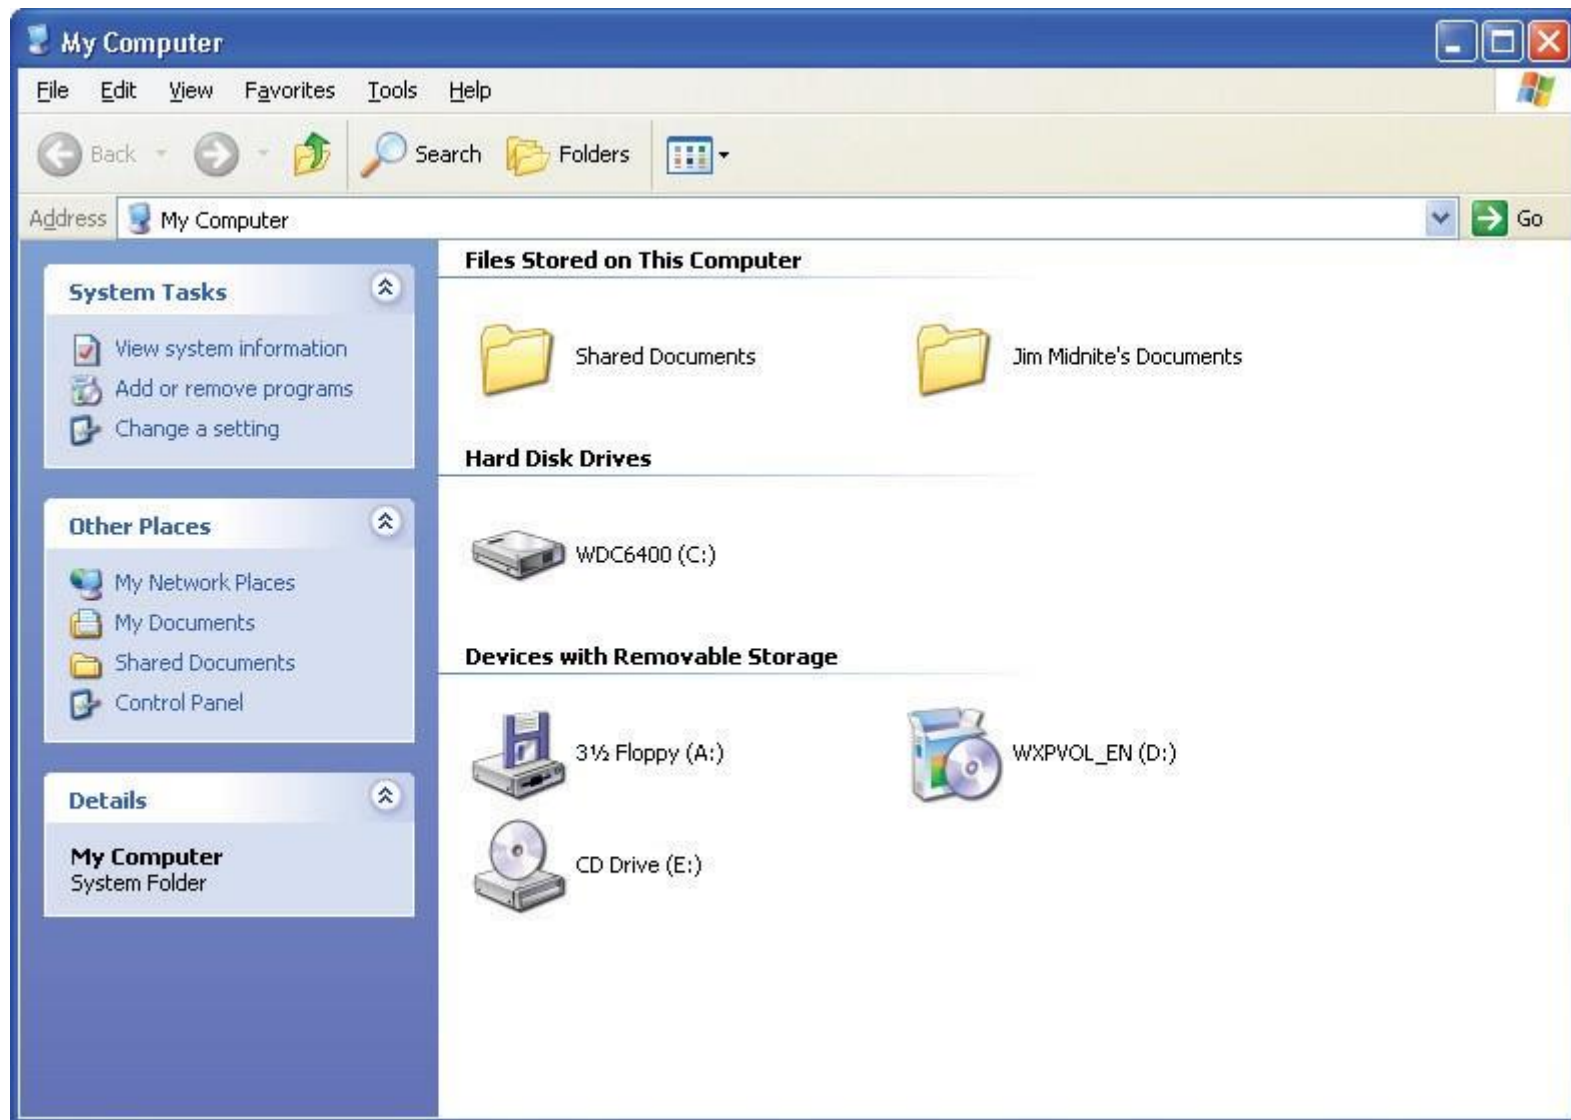 My Computer
File Edit View Favorites Tools Help
Back Search Folders
Address My Computer Go
System Tasks
View system information
Add or remove programs
Change a setting
Other Places
My Network Places
My Documents
Shared Documents
Control Panel
Details
My Computer
System Folder
Files Stored on This Computer
Shared Documents Jim Midnite's Documents
Hard Disk Drives
WDC6400 (C:)
Devices with Removable Storage
3½ Floppy (A:) WXPVOL_EN (D:)
CD Drive (E:)